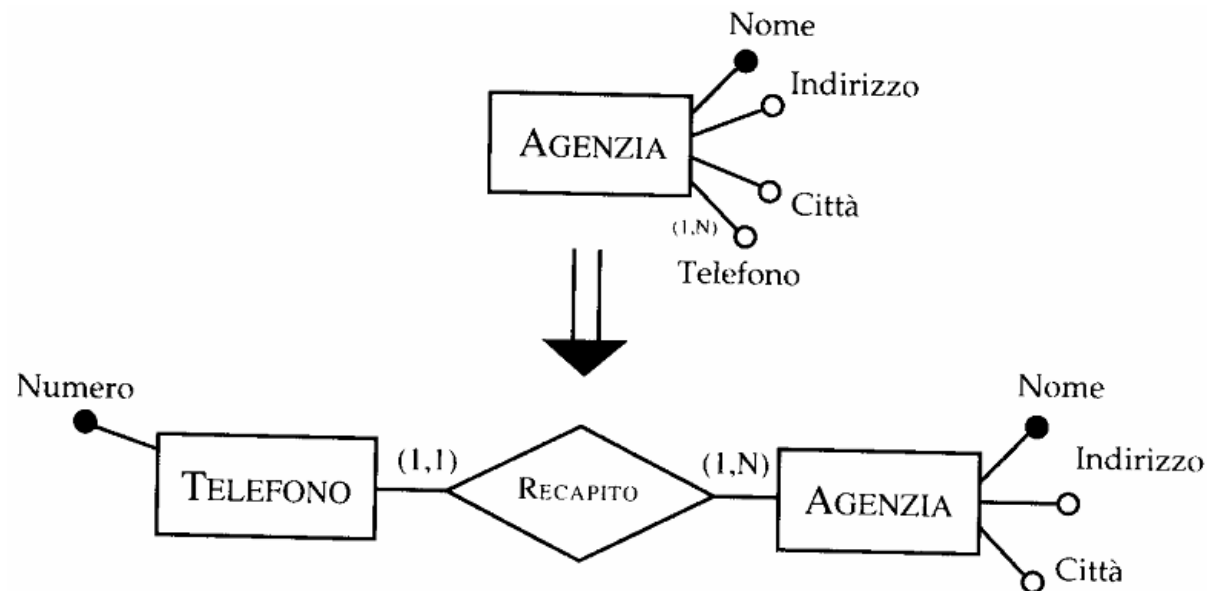 Nome
Indirizzo
AGENZIA
Città
(1,N)
Telefono
Numero
Nome
(1,1)
(1,N)
Indirizzo
TELEFONO
RECAPITO
AGENZIA
Città